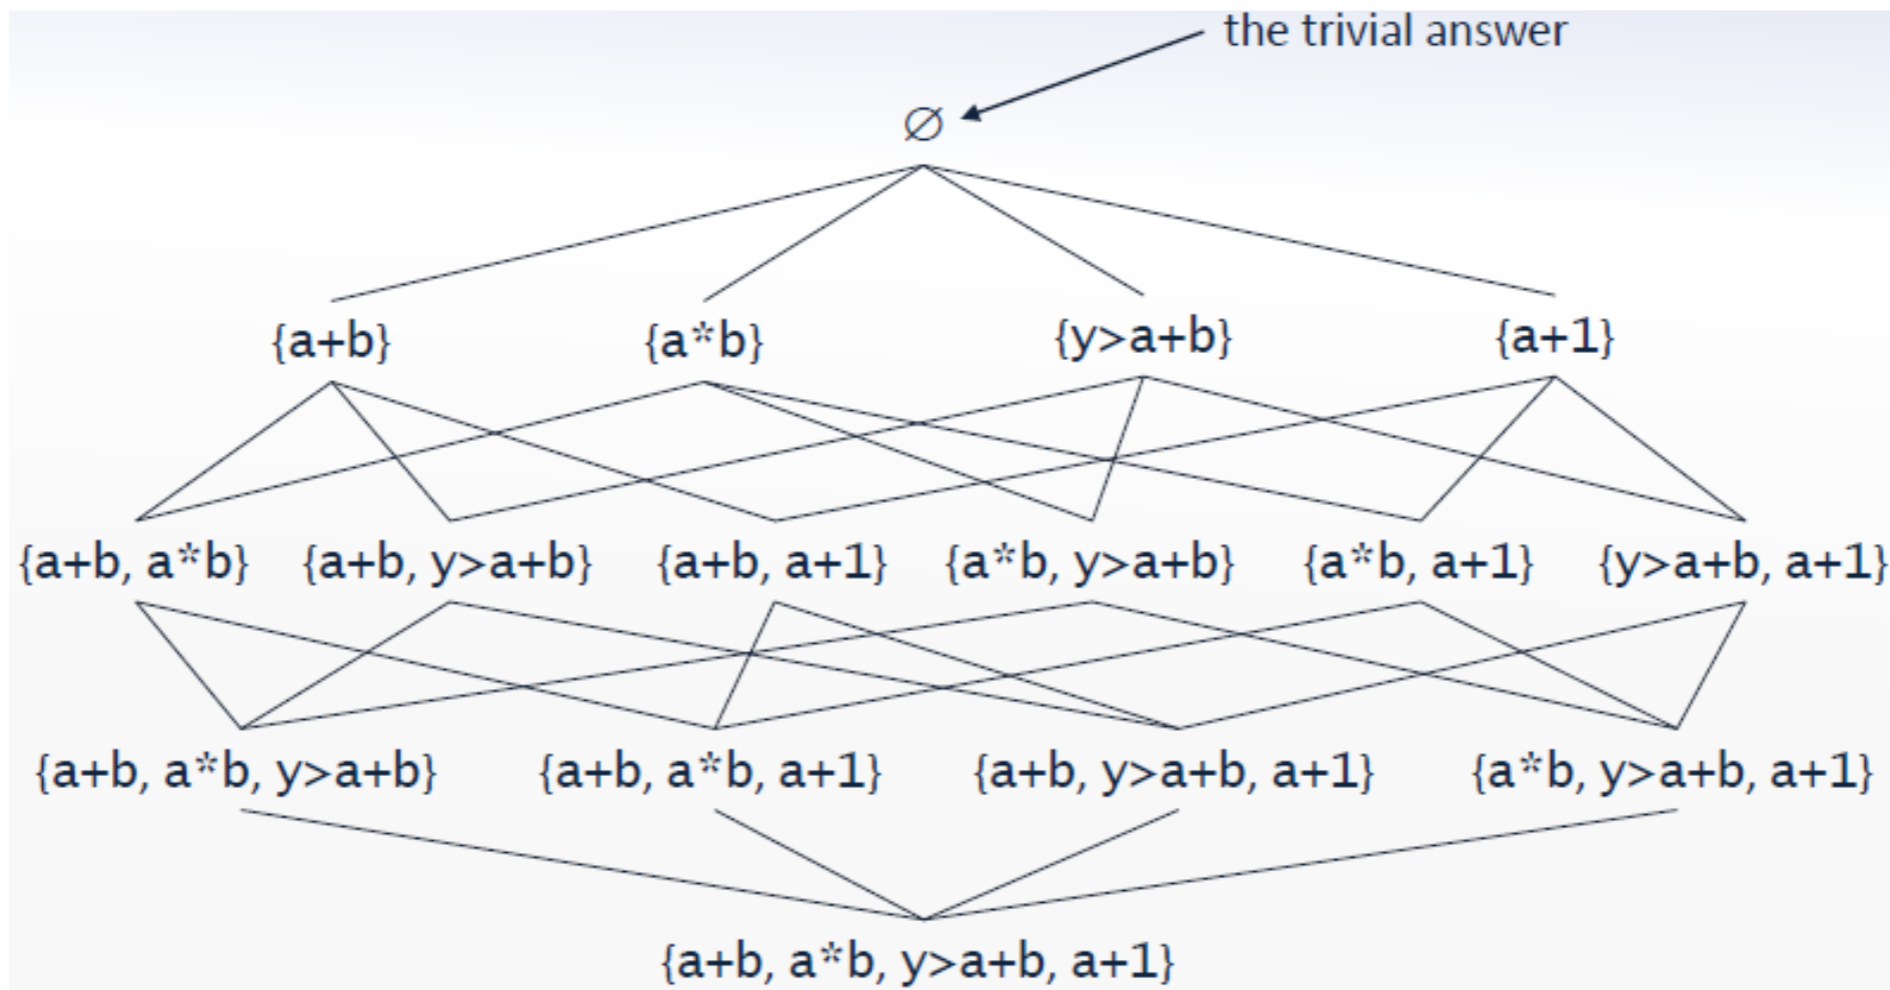 the trivial answer
∅
{a+b} {a*b} {y>a+b} {a+1}
{a+b, a*b} {a+b, y>a+b} {a+b, a+1} {a*b, y>a+b} {a*b, a+1} {y>a+b, a+1}
{a+b, a*b, y>a+b} {a+b, a*b, a+1} {a+b, y>a+b, a+1} {a*b, y>a+b, a+1}
{a+b, a*b, y>a+b, a+1}